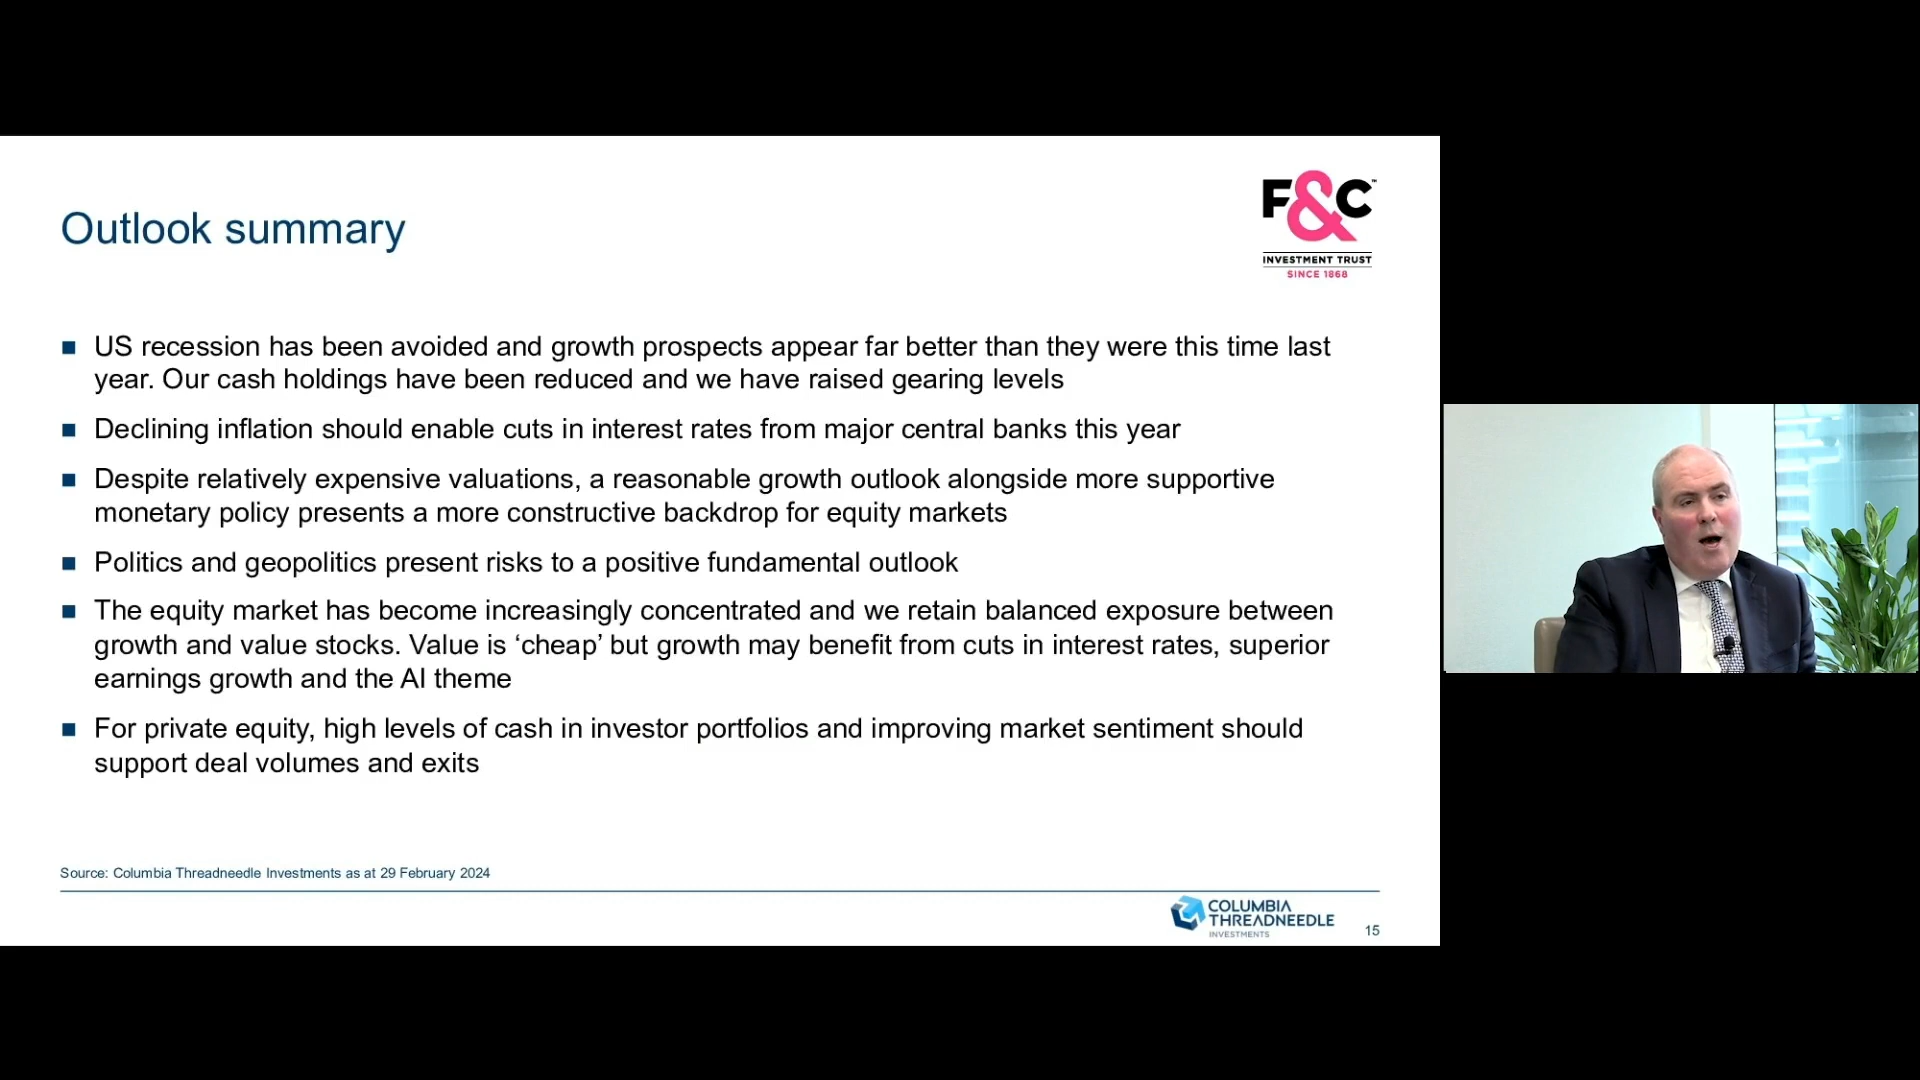 Outlook summary
F&C™
INVESTMENT TRUST
SINCE 1868
US recession has been avoided and growth prospects appear far better than they were this time last
year. Our cash holdings have been reduced and we have raised gearing levels
Declining inflation should enable cuts in interest rates from major central banks this year
Despite relatively expensive valuations, a reasonable growth outlook alongside more supportive
monetary policy presents a more constructive backdrop for equity markets
Politics and geopolitics present risks to a positive fundamental outlook
The equity market has become increasingly concentrated and we retain balanced exposure between
growth and value stocks. Value is ‘cheap’ but growth may benefit from cuts in interest rates, superior
earnings growth and the AI theme
For private equity, high levels of cash in investor portfolios and improving market sentiment should
support deal volumes and exits
Source: Columbia Threadneedle Investments as at 29 February 2024
COLUMBIA
THREADNEEDLE
INVESTMENTS
15